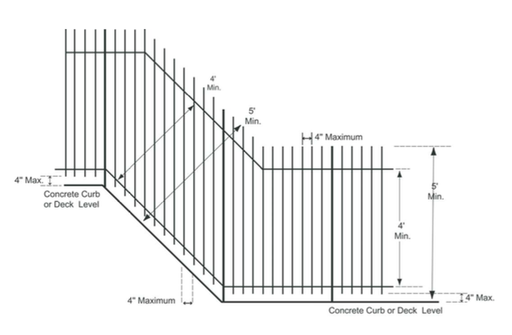 4'
Min.
5'
Min.
4" Maximum
4" Max.
Concrete Curb
or Deck Level
5'
Min.
4'
Min.
4" Maximum
4" Max.
Concrete Curb or Deck Level